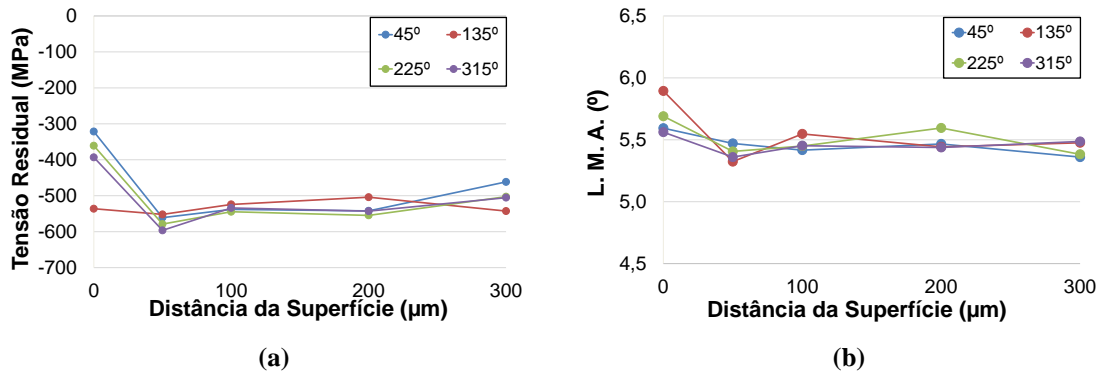 Tensão Residual (MPa)
0
-100
-200
-300
-400
-500
-600
-700
45º 135º
225º 315º
0 100 200 300
Distância da Superfície (µm)
(a)
L. M. A. (º)
6,5
6,0
5,5
5,0
4,5
45º 135º
225º 315º
0 100 200 300
Distância da Superfície (µm)
(b)